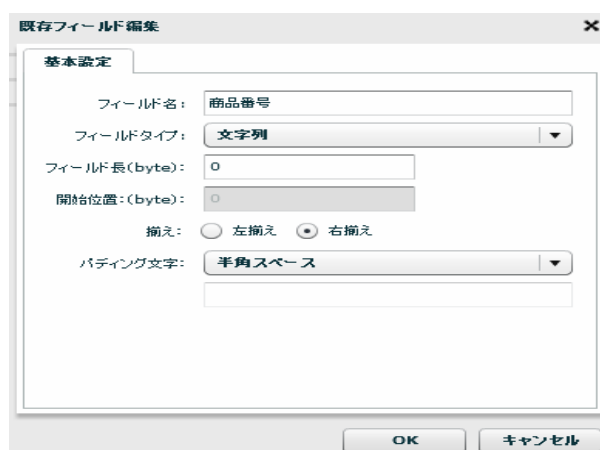 既存フィールド編集
基本設定
フィールド名: 商品番号
フィールドタイプ: 文字列
フィールド長(byte): 0
開始位置:(byte): 0
揃え: 左揃え 右揃え
パディング文字: 半角スペース
OK キャンセル